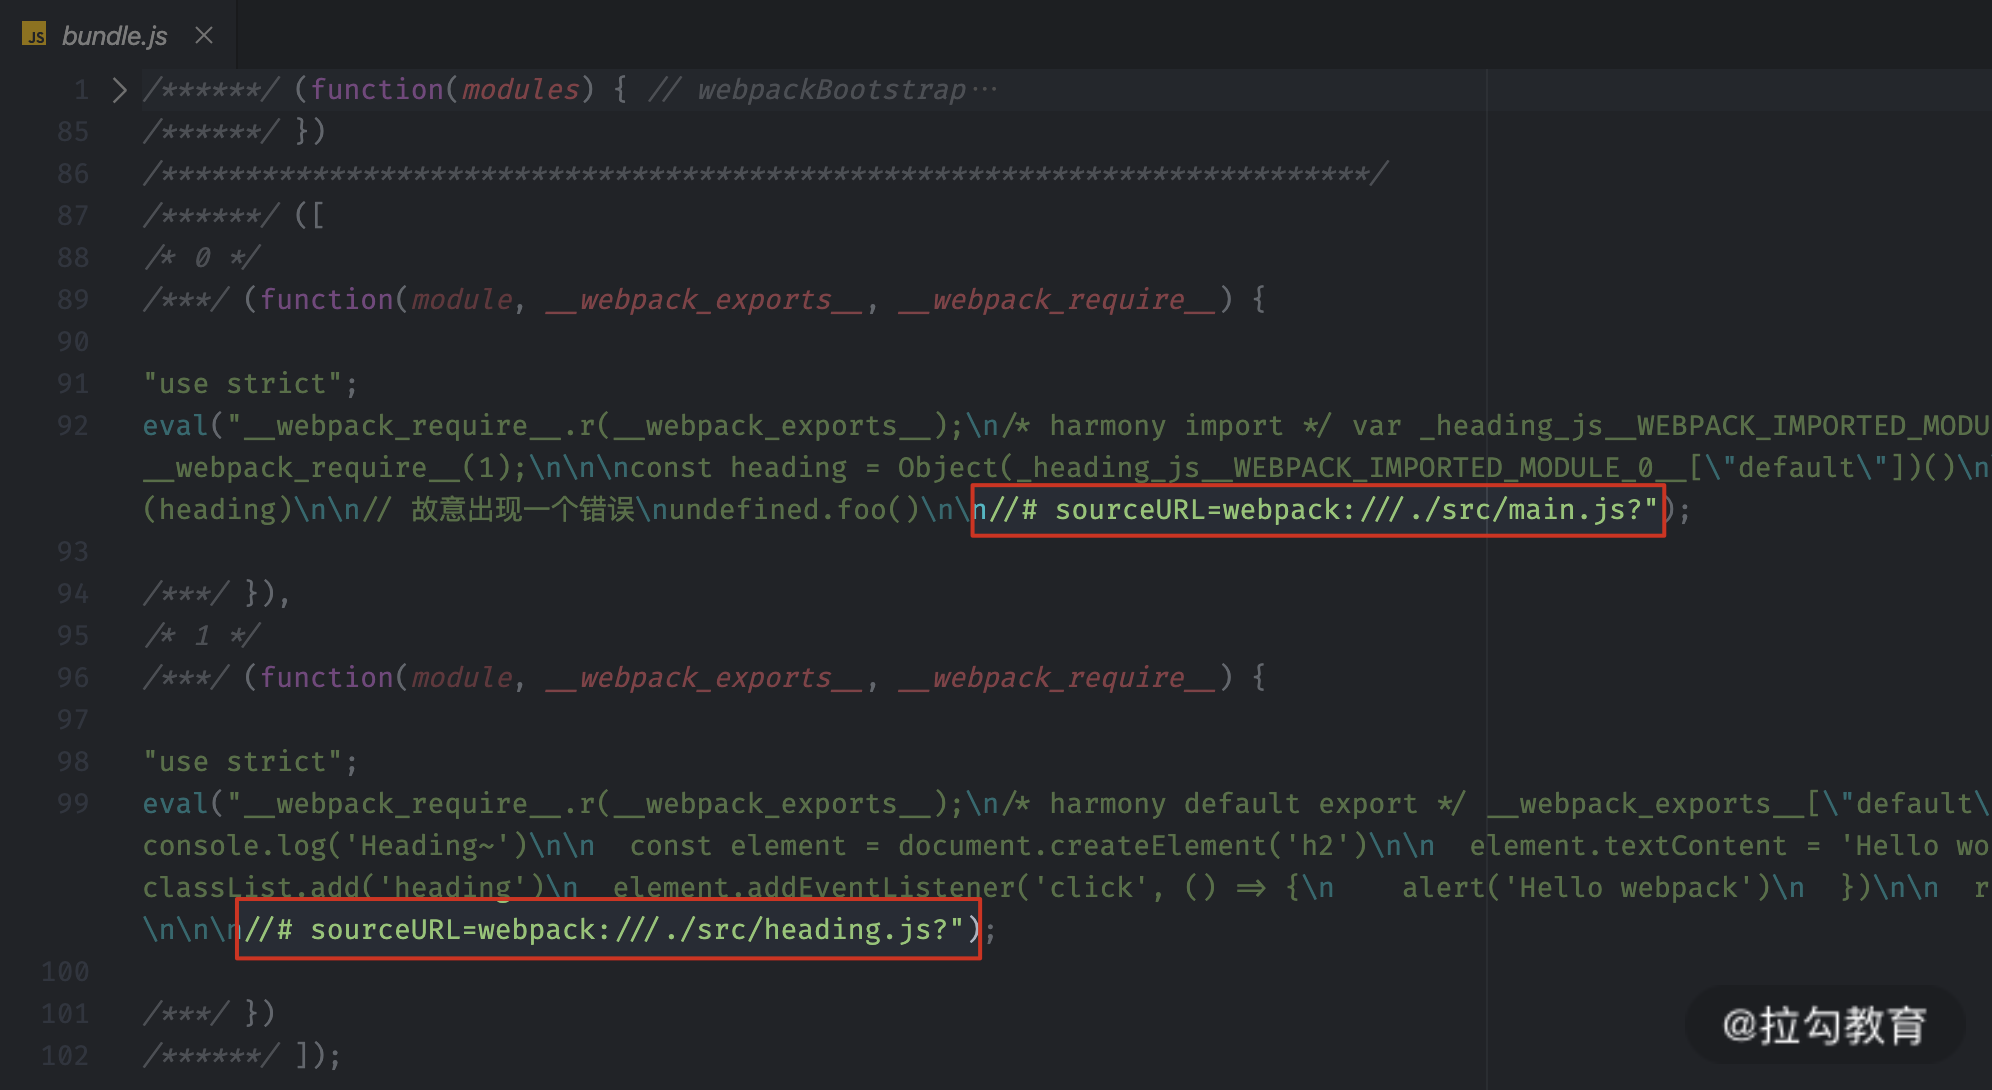 JS bundle.js ×
1 > /******/ (function(modules) { // webpackBootstrap···
85 /******/ })
86 /************************************************************************/
87 /******/ ([
88 /* 0 */
89 /***/ (function(module, __webpack_exports__, __webpack_require__) {
90
91 "use strict";
92 eval("__webpack_require__.r(__webpack_exports__);\n/* harmony import */ var _heading_js__WEBPACK_IMPORTED_MODU
__webpack_require__(1);\n\n\nconst heading = Object(_heading_js__WEBPACK_IMPORTED_MODULE_0__[\"default\"])()\n
(heading)\n\n// 故意出现一个错误\nundefined.foo()\n\n//# sourceURL=webpack:///./src/main.js?");
93
94 /***/ }),
95 /* 1 */
96 /***/ (function(module, __webpack_exports__, __webpack_require__) {
97
98 "use strict";
99 eval("__webpack_require__.r(__webpack_exports__);\n/* harmony default export */ __webpack_exports__[\"default\
console.log('Heading~')\n\n  const element = document.createElement('h2')\n\n  element.textContent = 'Hello wo
classList.add('heading')\n  element.addEventListener('click', () => {\n    alert('Hello webpack')\n  })\n\n  r
\n\n\n//# sourceURL=webpack:///./src/heading.js?");
100
101 /***/ })
102 /******/ ]);
@拉勾教育